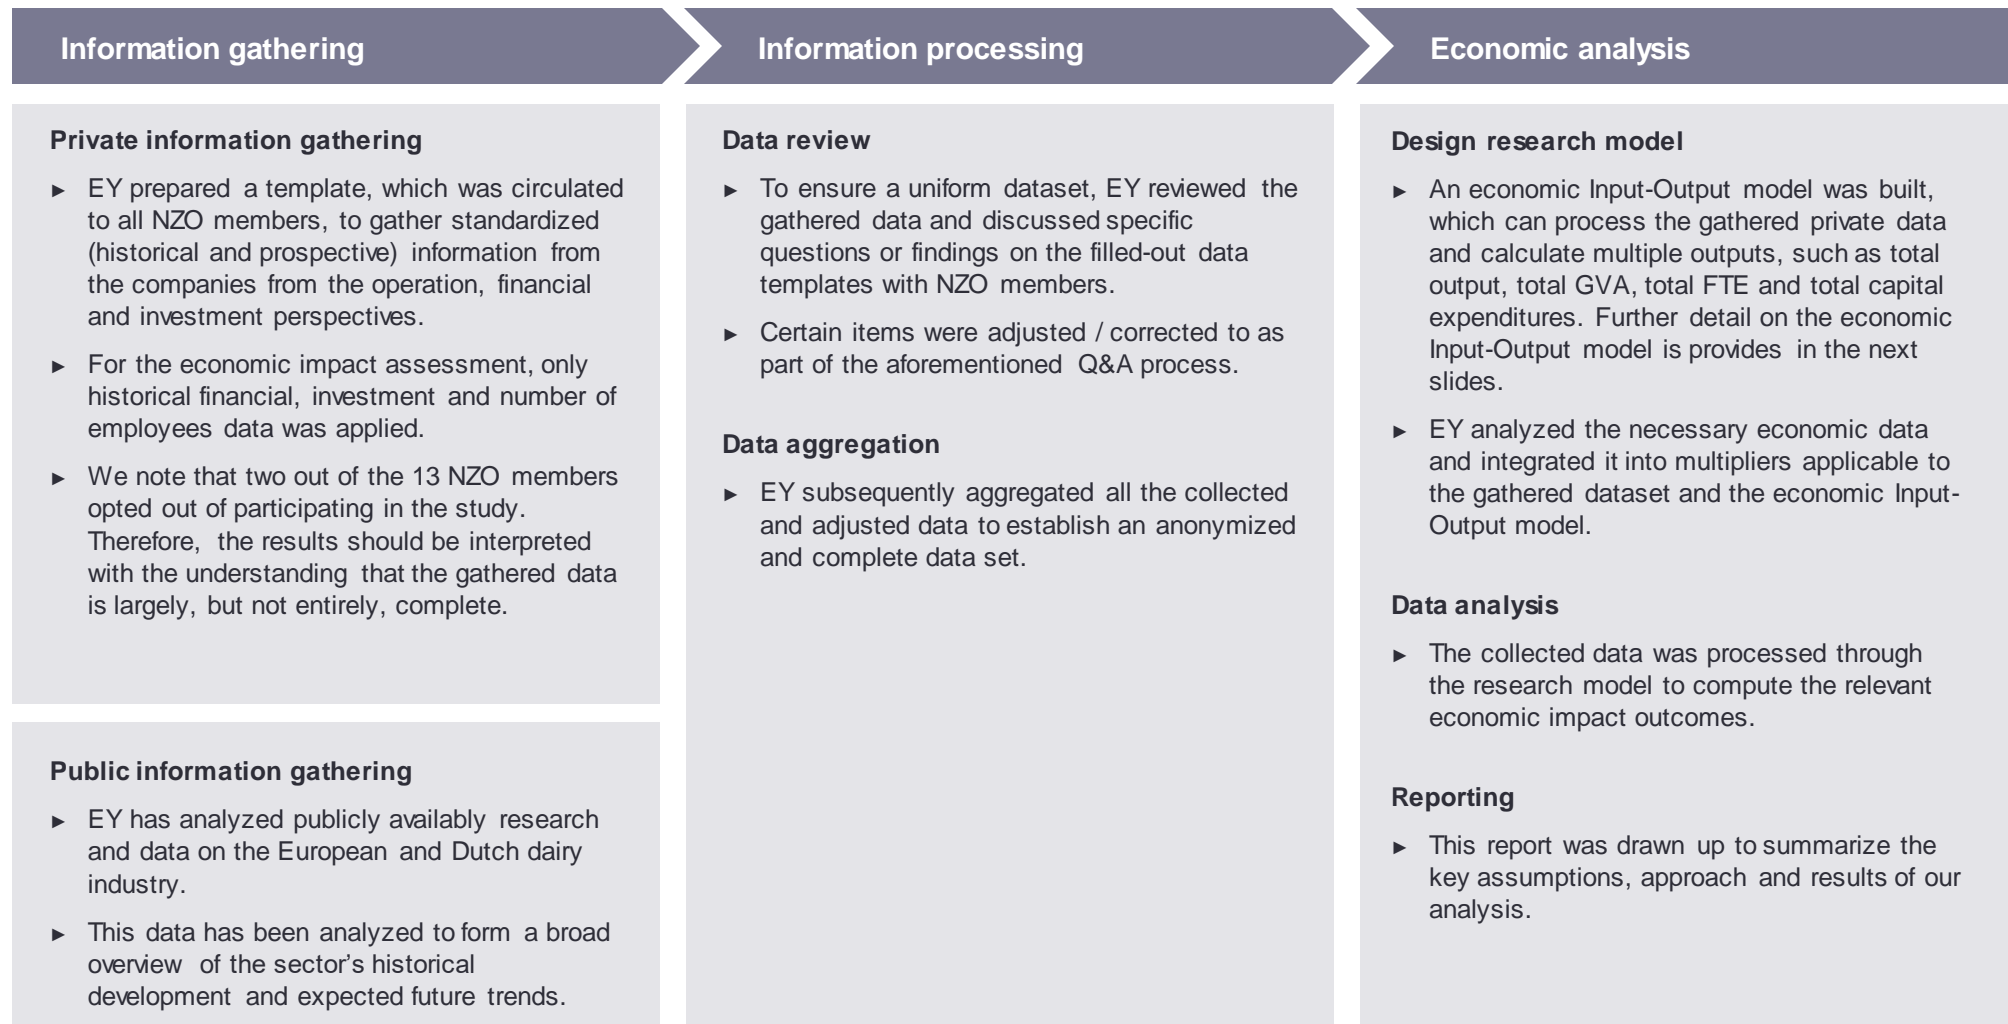 Information gathering
Information processing
Economic analysis
Private information gathering
► EY prepared a template, which was circulated
to all NZO members, to gather standardized
(historical and prospective) information from
the companies from the operation, financial
and investment perspectives.
► For the economic impact assessment, only
historical financial, investment and number of
employees data was applied.
► We note that two out of the 13 NZO members
opted out of participating in the study.
Therefore, the results should be interpreted
with the understanding that the gathered data
is largely, but not entirely, complete.
Public information gathering
► EY has analyzed publicly availably research
and data on the European and Dutch dairy
industry.
► This data has been analyzed to form a broad
overview of the sector's historical
development and expected future trends.
Data review
► To ensure a uniform dataset, EY reviewed the
gathered data and discussed specific
questions or findings on the filled-out data
templates with NZO members.
► Certain items were adjusted / corrected to as
part of the aforementioned Q&A process.
Data aggregation
► EY subsequently aggregated all the collected
and adjusted data to establish an anonymized
and complete data set.
Design research model
► An economic Input-Output model was built,
which can process the gathered private data
and calculate multiple outputs, such as total
output, total GVA, total FTE and total capital
expenditures. Further detail on the economic
Input-Output model is provides in the next
slides.
► EY analyzed the necessary economic data
and integrated it into multipliers applicable to
the gathered dataset and the economic Input-
Output model.
Data analysis
► The collected data was processed through
the research model to compute the relevant
economic impact outcomes.
Reporting
► This report was drawn up to summarize the
key assumptions, approach and results of our
analysis.